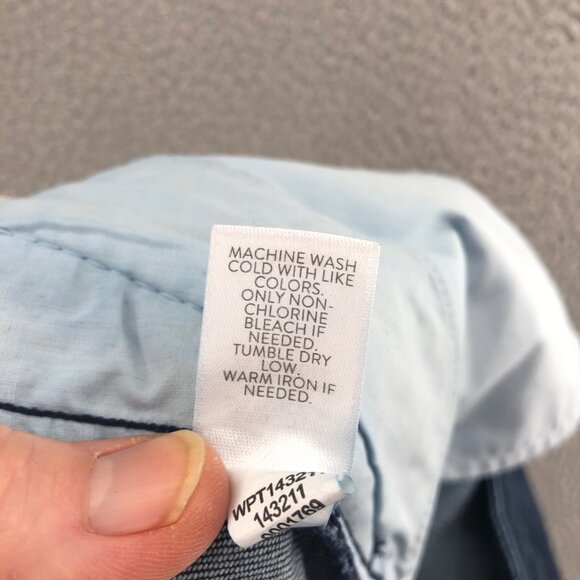 MACHINE WASH
COLD WITH LIKE
COLORS.
ONLY NON-
CHLORINE
BLEACH IF
NEEDED.
TUMBLE DRY
LOW.
WARM IRON IF
NEEDED.
143211